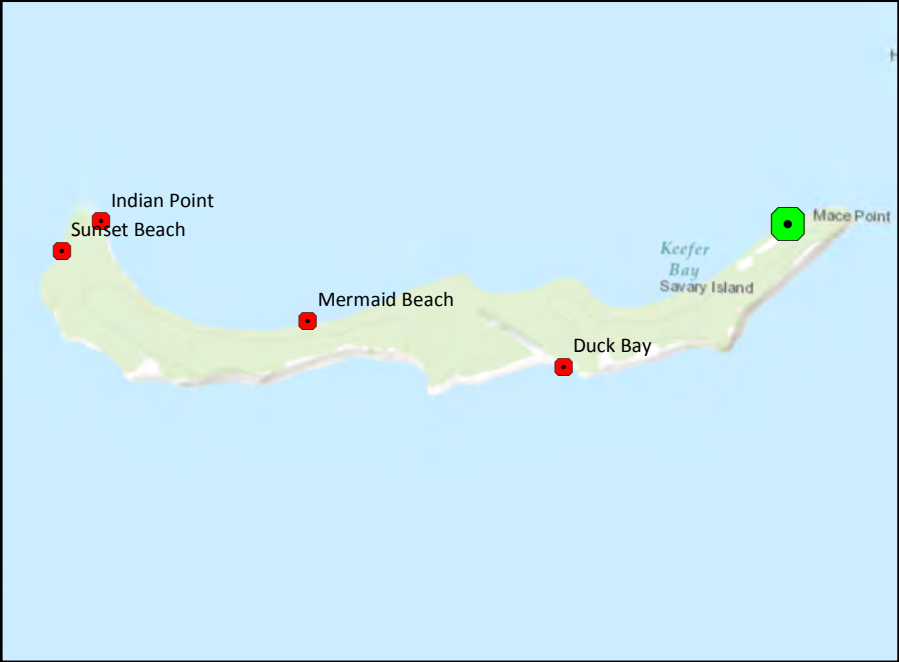 Indian Point
Sunset Beach
Mace Point
Keefer
Bay
Savary Island
Mermaid Beach
Duck Bay